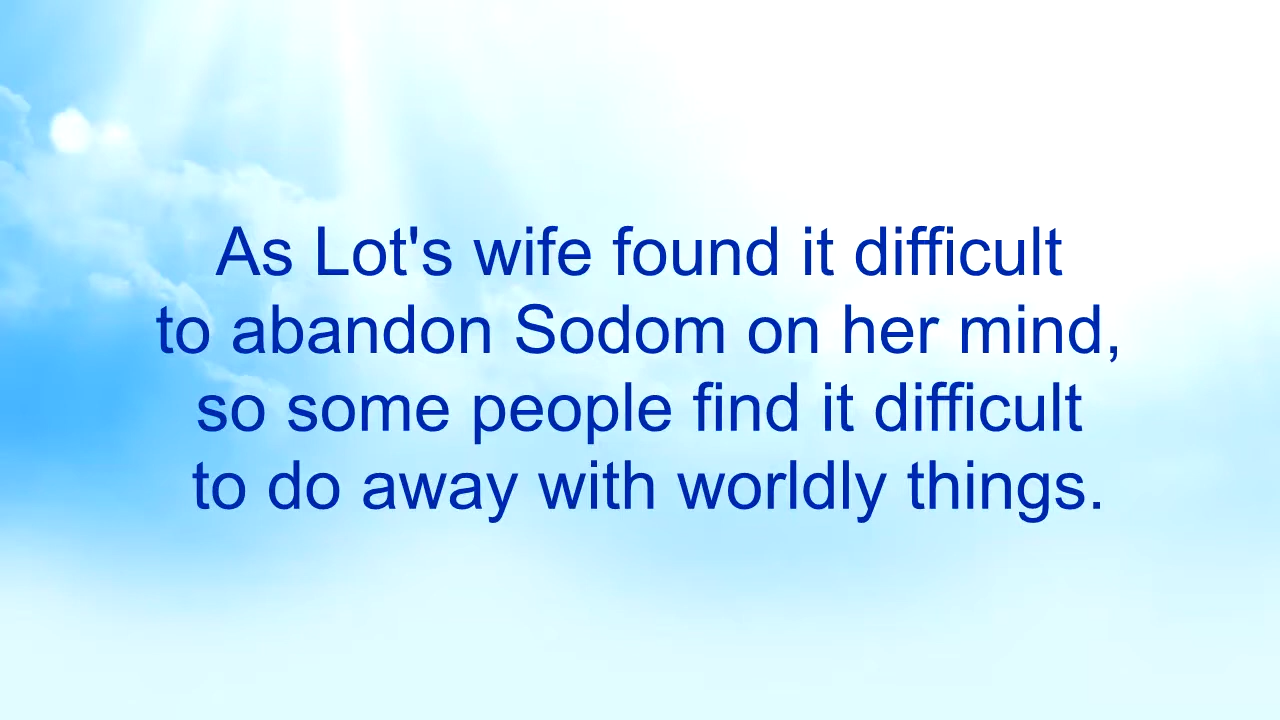 As Lot's wife found it difficult
to abandon Sodom on her mind,
so some people find it difficult
to do away with worldly things.